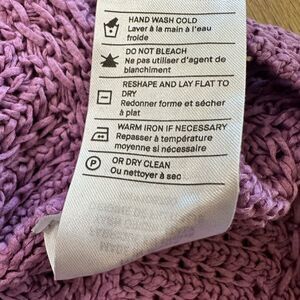 HAND WASH COLD
Laver à la main à l'eau
froide
DO NOT BLEACH
Ne pas utiliser d'agent de
blanchiment
RESHAPE AND LAY FLAT TO
DRY
Redonner forme et sécher
à plat
WARM IRON IF NECESSARY
Repasser à température
moyenne si nécessaire
P
OR DRY CLEAN
Ou nettoyer à sec